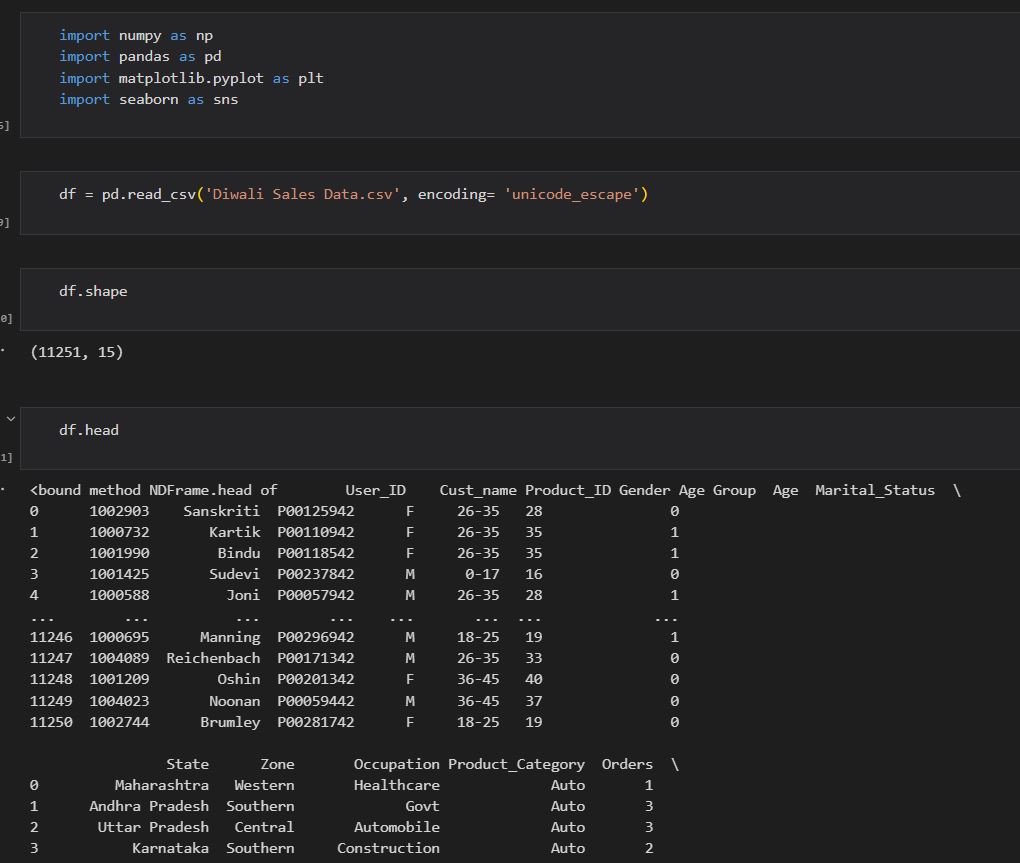 import numpy as np
import pandas as pd
import matplotlib.pyplot as plt
import seaborn as sns
5]
df = pd.read_csv('Diwali Sales Data.csv', encoding= 'unicode_escape')
9]
df.shape
0]
(11251, 15)
df.head
1]
<bound method NDFrame.head of        User_ID    Cust_name Product_ID Gender Age Group  Age  Marital_Status  \
0      1002903    Sanskriti  P00125942      F     26-35   28               0
1      1000732       Kartik  P00110942      F     26-35   35               1
2      1001990        Bindu  P00118542      F     26-35   35               1
3      1001425       Sudevi  P00237842      M      0-17   16               0
4      1000588         Joni  P00057942      M     26-35   28               1
...        ...          ...        ...    ...       ...  ...             ...
11246  1000695      Manning  P00296942      M     18-25   19               1
11247  1004089  Reichenbach  P00171342      M     26-35   33               0
11248  1001209        Oshin  P00201342      F     36-45   40               0
11249  1004023       Noonan  P00059442      M     36-45   37               0
11250  1002744      Brumley  P00281742      F     18-25   19               0
                State      Zone       Occupation Product_Category  Orders  \
0         Maharashtra   Western       Healthcare             Auto       1
1      Andhra Pradesh  Southern             Govt             Auto       3
2       Uttar Pradesh   Central       Automobile             Auto       3
3           Karnataka  Southern     Construction             Auto       2